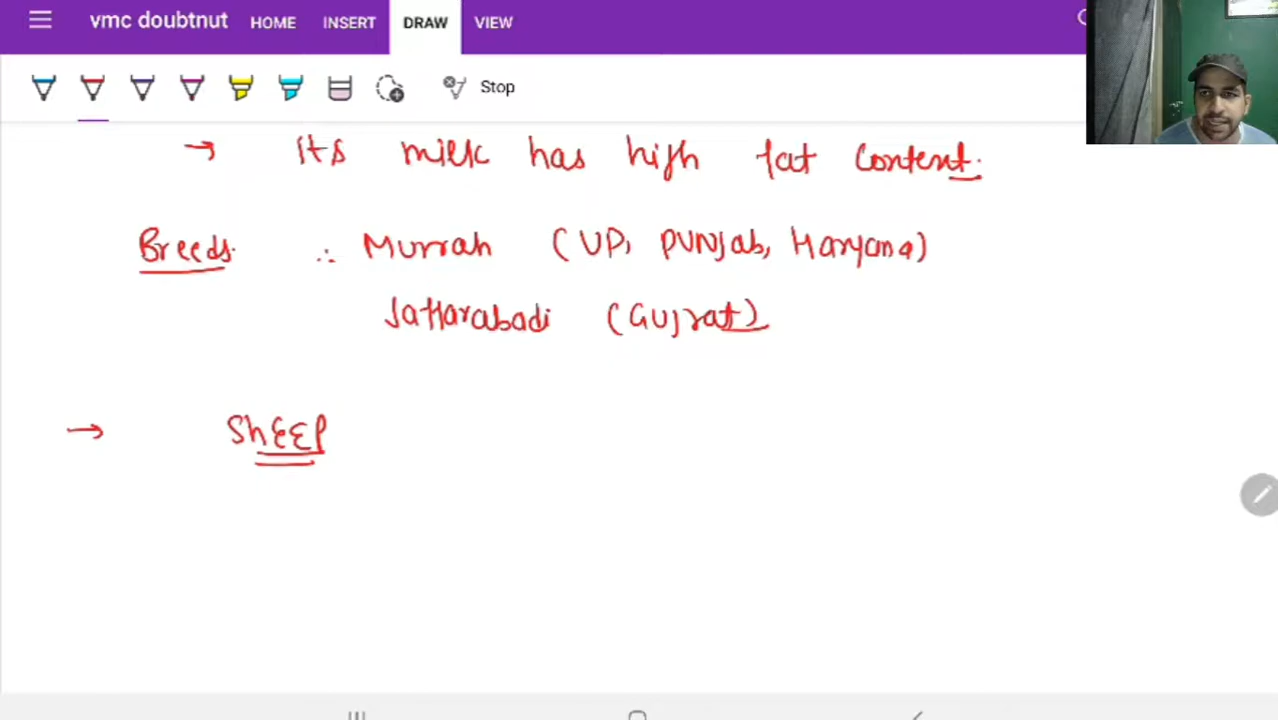 vmc doubtnut HOME INSERT DRAW VIEW
Stop
→ Its milk has high fat content.
Breeds ∴ Murrah (UP, PUNjab, Haryana)
Jaffarabadi (GUjrat)
→ ShEEP